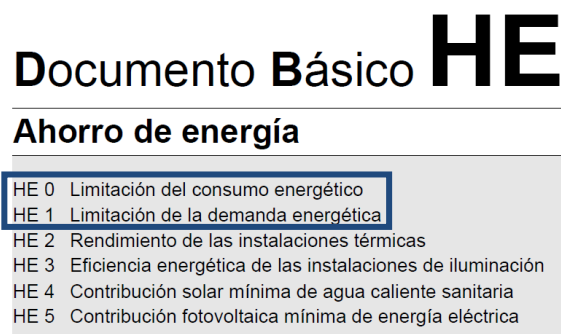 Documento Básico HE
Ahorro de energía
HE 0 Limitación del consumo energético
HE 1 Limitación de la demanda energética
HE 2 Rendimiento de las instalaciones térmicas
HE 3 Eficiencia energética de las instalaciones de iluminación
HE 4 Contribución solar mínima de agua caliente sanitaria
HE 5 Contribución fotovoltaica mínima de energía eléctrica